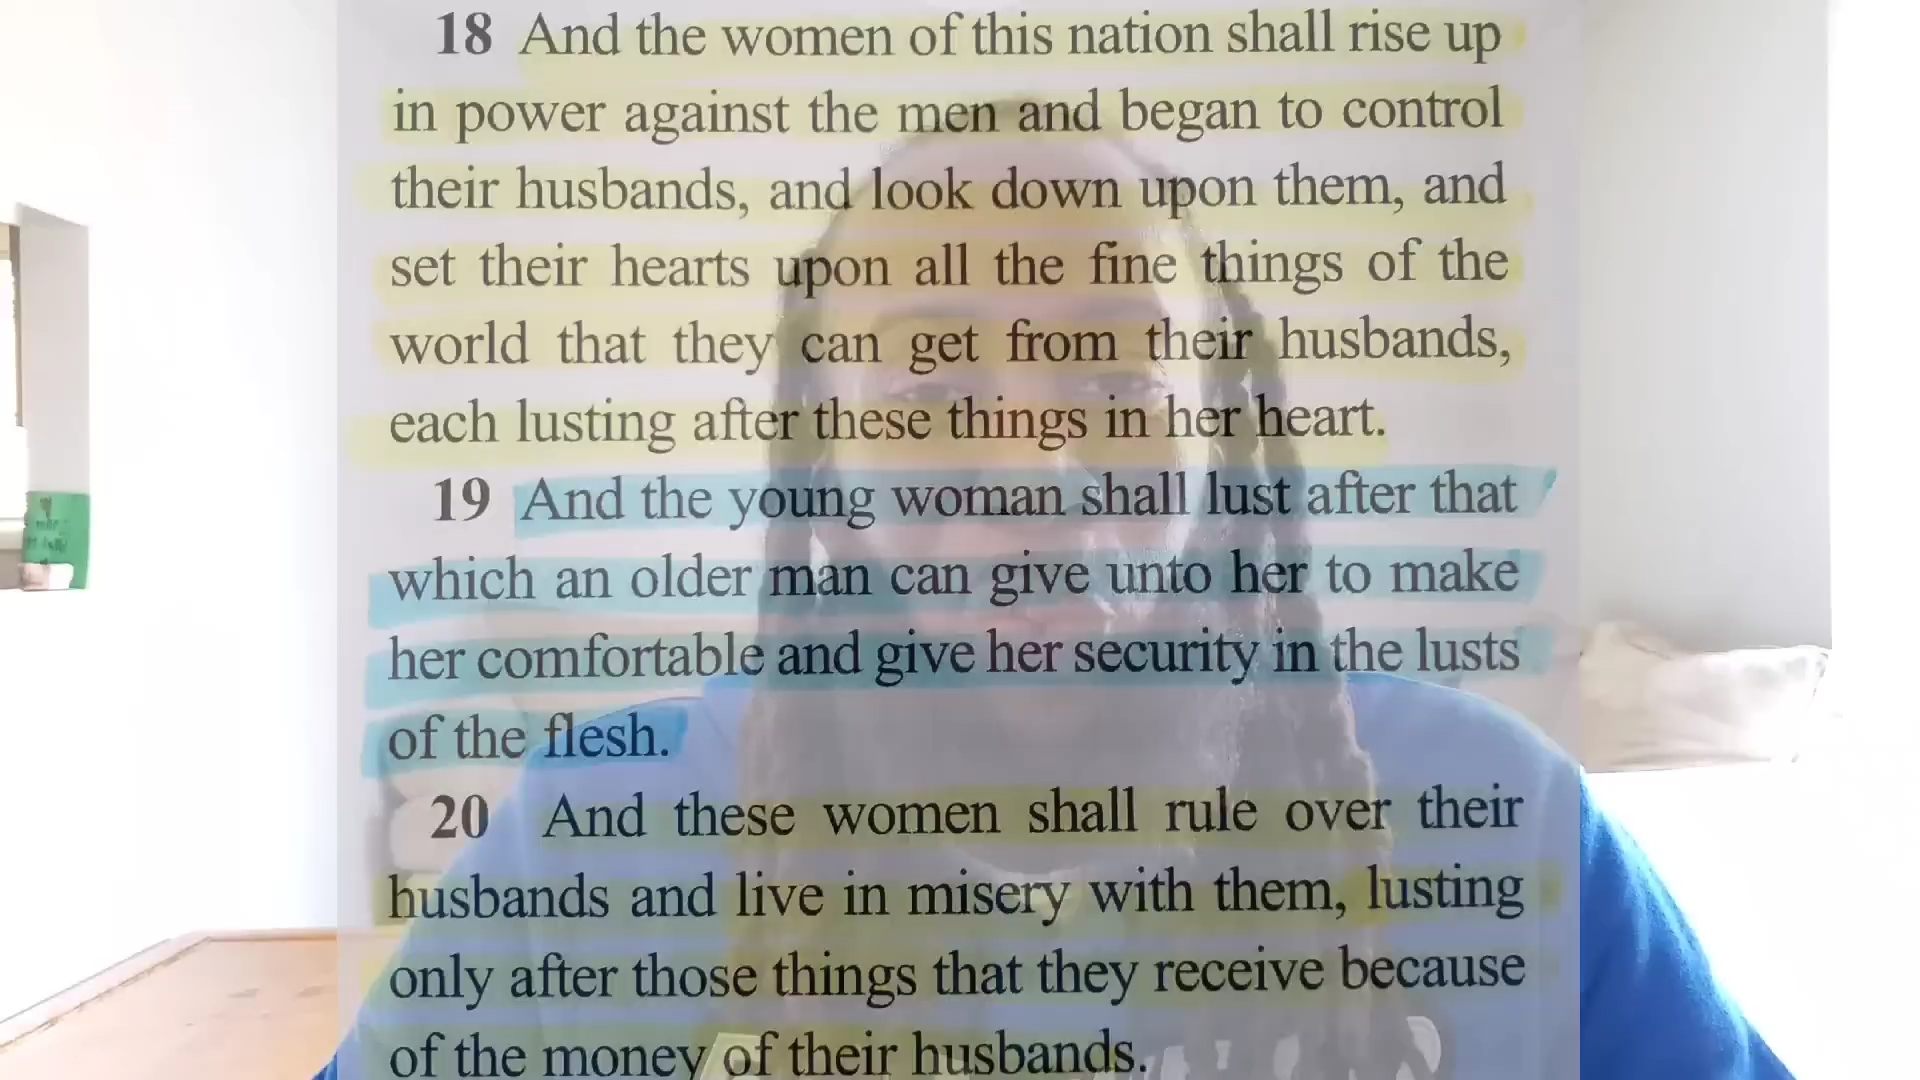 18 And the women of this nation shall rise up
in power against the men and began to control
their husbands, and look down upon them, and
set their hearts upon all the fine things of the
world that they can get from their husbands,
each lusting after these things in her heart.
19 And the young woman shall lust after that
which an older man can give unto her to make
her comfortable and give her security in the lusts
of the flesh.
20 And these women shall rule over their
husbands and live in misery with them, lusting
only after those things that they receive because
of the money of their husbands.